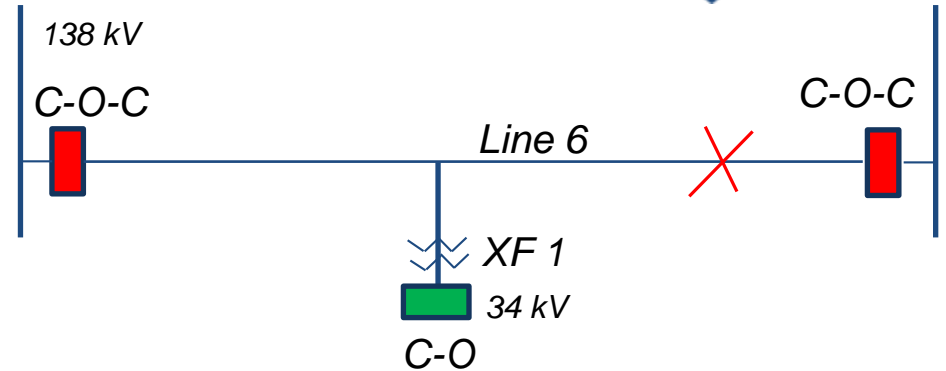 138 kV
C-O-C
C-O-C
Line 6
XF 1
34 kV
C-O